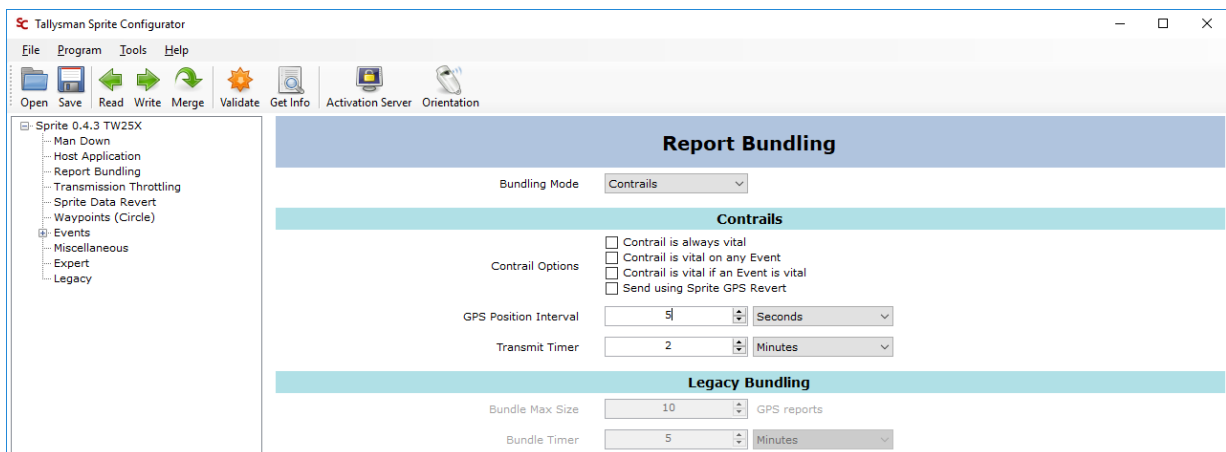 SC Tallysman Sprite Configurator
File Program Tools Help
Open Save Read Write Merge Validate Get Info Activation Server Orientation
Sprite 0.4.3 TW25X
Man Down
Host Application
Report Bundling
Transmission Throttling
Sprite Data Revert
Waypoints (Circle)
Events
Miscellaneous
Expert
Legacy
Report Bundling
Bundling Mode Contrails
Contrails
Contrail Options
Contrail is always vital
Contrail is vital on any Event
Contrail is vital if an Event is vital
Send using Sprite GPS Revert
GPS Position Interval 5 Seconds
Transmit Timer 2 Minutes
Legacy Bundling
Bundle Max Size 10 GPS reports
Bundle Timer 5 Minutes